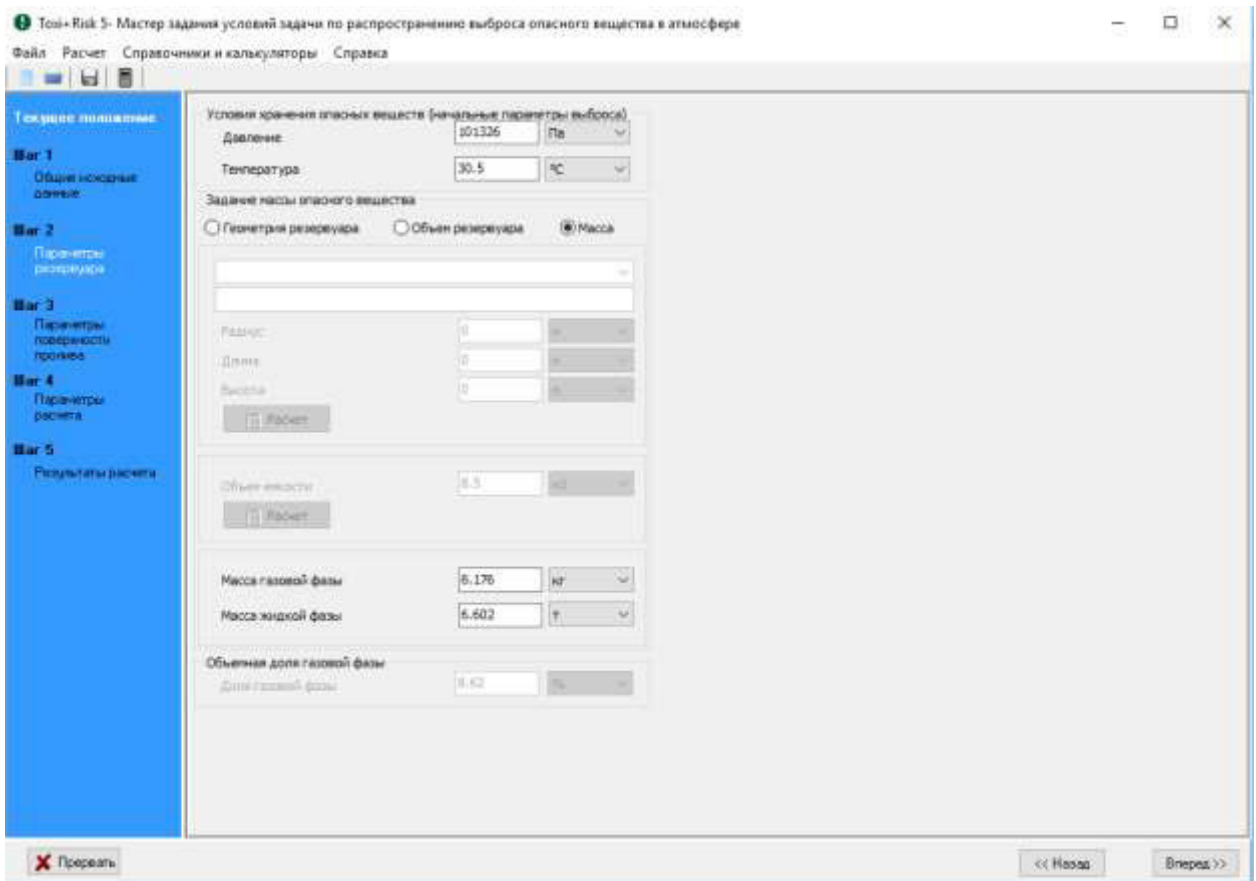 Toxi+Risk 5- Мастер задания условий задачи по распространению выброса опасного вещества в атмосфере
Файл Расчет Справочники и калькуляторы Справка
Текущее положение
Шаг 1
Общие исходные
данные
Шаг 2
Параметры
резервуара
Шаг 3
Параметры
поверхности
пролива
Шаг 4
Параметры
расчета
Шаг 5
Результаты расчета
Условия хранения опасных веществ (начальные параметры выброса)
Давление 101326 Па
Температура 30.5 °C
Задание массы опасного вещества
Геометрия резервуара Объем резервуара Масса
Радиус 0 м
Длина 0 м
Высота 0 м
Расчет
Объем емкости м3
Расчет
Масса газовой фазы 6.176 кг
Масса жидкой фазы 6.602 т
Объемная доля газовой фазы
Доля газовой фазы %
Прервать
<< Назад Вперед >>